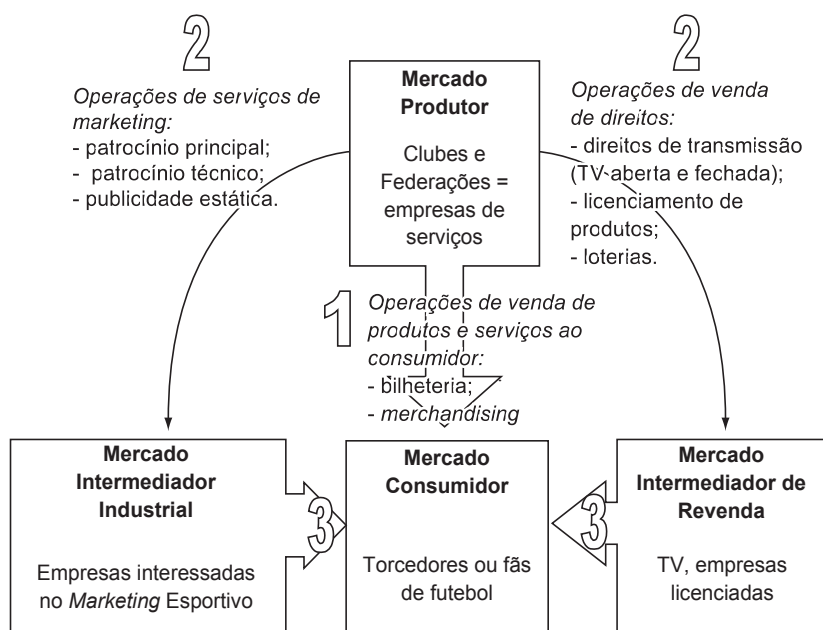 2
Operações de serviços de
marketing:
- patrocínio principal;
- patrocínio técnico;
- publicidade estática.
Mercado
Produtor
Clubes e
Federações =
empresas de
serviços
2
Operações de venda
de direitos:
- direitos de transmissão
(TV aberta e fechada);
- licenciamento de
produtos;
- loterias.
1
Operações de venda de
produtos e serviços ao
consumidor:
- bilheteria;
- merchandising
Mercado
Intermediador
Industrial
Empresas interessadas
no Marketing Esportivo
3
Mercado
Consumidor
Torcedores ou fãs
de futebol
3
Mercado
Intermediador de
Revenda
TV, empresas
licenciadas